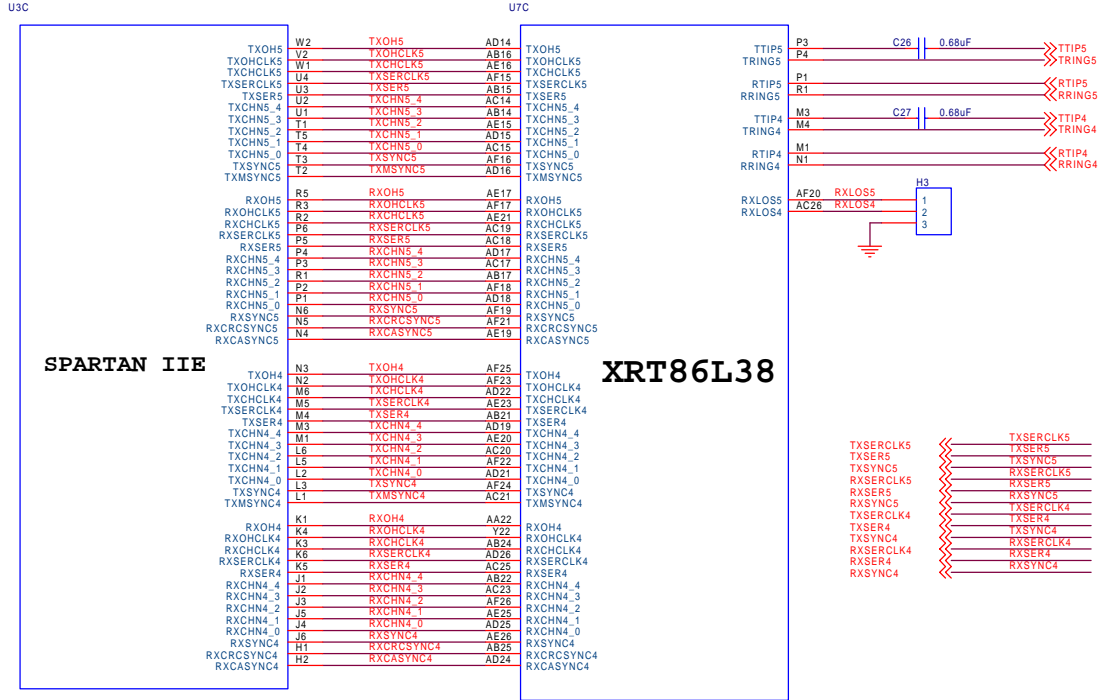 U3C U7C
TXOH5 W2 TXOH5 AD14 TXOH5
TXOHCLK5 V2 TXOHCLK5 AB16 TXOHCLK5
TXCHCLK5 W1 TXCHCLK5 AE16 TXCHCLK5
TXSERCLK5 U4 TXSERCLK5 AF15 TXSERCLK5
TXSER5 U3 TXSER5 AB15 TXSER5
TXCHN5_4 U2 TXCHN5_4 AC14 TXCHN5_4
TXCHN5_3 U1 TXCHN5_3 AB14 TXCHN5_3
TXCHN5_2 T1 TXCHN5_2 AE15 TXCHN5_2
TXCHN5_1 T5 TXCHN5_1 AD15 TXCHN5_1
TXCHN5_0 T4 TXCHN5_0 AC15 TXCHN5_0
TXSYNC5 T3 TXSYNC5 AF16 TXSYNC5
TXMSYNC5 T2 TXMSYNC5 AD16 TXMSYNC5
RXOH5 R5 RXOH5 AE17 RXOH5
RXOHCLK5 R3 RXOHCLK5 AF17 RXOHCLK5
RXCHCLK5 R2 RXCHCLK5 AE21 RXCHCLK5
RXSERCLK5 P6 RXSERCLK5 AC19 RXSERCLK5
RXSER5 P5 RXSER5 AC18 RXSER5
RXCHN5_4 P4 RXCHN5_4 AD17 RXCHN5_4
RXCHN5_3 P3 RXCHN5_3 AC17 RXCHN5_3
RXCHN5_2 R1 RXCHN5_2 AB17 RXCHN5_2
RXCHN5_1 P2 RXCHN5_1 AF18 RXCHN5_1
RXCHN5_0 P1 RXCHN5_0 AD18 RXCHN5_0
RXSYNC5 N6 RXSYNC5 AF19 RXSYNC5
RXCRCSYNC5 N5 RXCRCSYNC5 AF21 RXCRCSYNC5
RXCASYNC5 N4 RXCASYNC5 AE19 RXCASYNC5
SPARTAN IIE
XRT86L38
TXOH4 N3 TXOH4 AF25 TXOH4
TXOHCLK4 N2 TXOHCLK4 AF23 TXOHCLK4
TXCHCLK4 M6 TXCHCLK4 AD22 TXCHCLK4
TXSERCLK4 M5 TXSERCLK4 AE23 TXSERCLK4
TXSER4 M4 TXSER4 AB21 TXSER4
TXCHN4_4 M3 TXCHN4_4 AD19 TXCHN4_4
TXCHN4_3 M1 TXCHN4_3 AE20 TXCHN4_3
TXCHN4_2 L6 TXCHN4_2 AC20 TXCHN4_2
TXCHN4_1 L5 TXCHN4_1 AF22 TXCHN4_1
TXCHN4_0 L2 TXCHN4_0 AD21 TXCHN4_0
TXSYNC4 L3 TXSYNC4 AF24 TXSYNC4
TXMSYNC4 L1 TXMSYNC4 AC21 TXMSYNC4
RXOH4 K1 RXOH4 AA22 RXOH4
RXOHCLK4 K4 RXOHCLK4 Y22 RXOHCLK4
RXCHCLK4 K3 RXCHCLK4 AB24 RXCHCLK4
RXSERCLK4 K6 RXSERCLK4 AD26 RXSERCLK4
RXSER4 K5 RXSER4 AC25 RXSER4
RXCHN4_4 J1 RXCHN4_4 AB22 RXCHN4_4
RXCHN4_3 J2 RXCHN4_3 AC23 RXCHN4_3
RXCHN4_2 J3 RXCHN4_2 AF26 RXCHN4_2
RXCHN4_1 J5 RXCHN4_1 AE25 RXCHN4_1
RXCHN4_0 J4 RXCHN4_0 AD25 RXCHN4_0
RXSYNC4 J6 RXSYNC4 AE26 RXSYNC4
RXCRCSYNC4 H1 RXCRCSYNC4 AB25 RXCRCSYNC4
RXCASYNC4 H2 RXCASYNC4 AD24 RXCASYNC4
TTIP5 P3 C26 0.68uF TTIP5
TRING5 P4 TRING5
RTIP5 P1 RTIP5
RRING5 R1 RRING5
TTIP4 M3 C27 0.68uF TTIP4
TRING4 M4 TRING4
RTIP4 M1 RTIP4
RRING4 N1 RRING4
H3
RXLOS5 AF20 RXLOS5 1
RXLOS4 AC26 RXLOS4 2
3
TXSERCLK5 TXSERCLK5
TXSER5 TXSER5
TXSYNC5 TXSYNC5
RXSERCLK5 RXSERCLK5
RXSER5 RXSER5
RXSYNC5 RXSYNC5
TXSERCLK4 TXSERCLK4
TXSER4 TXSER4
TXSYNC4 TXSYNC4
RXSERCLK4 RXSERCLK4
RXSER4 RXSER4
RXSYNC4 RXSYNC4